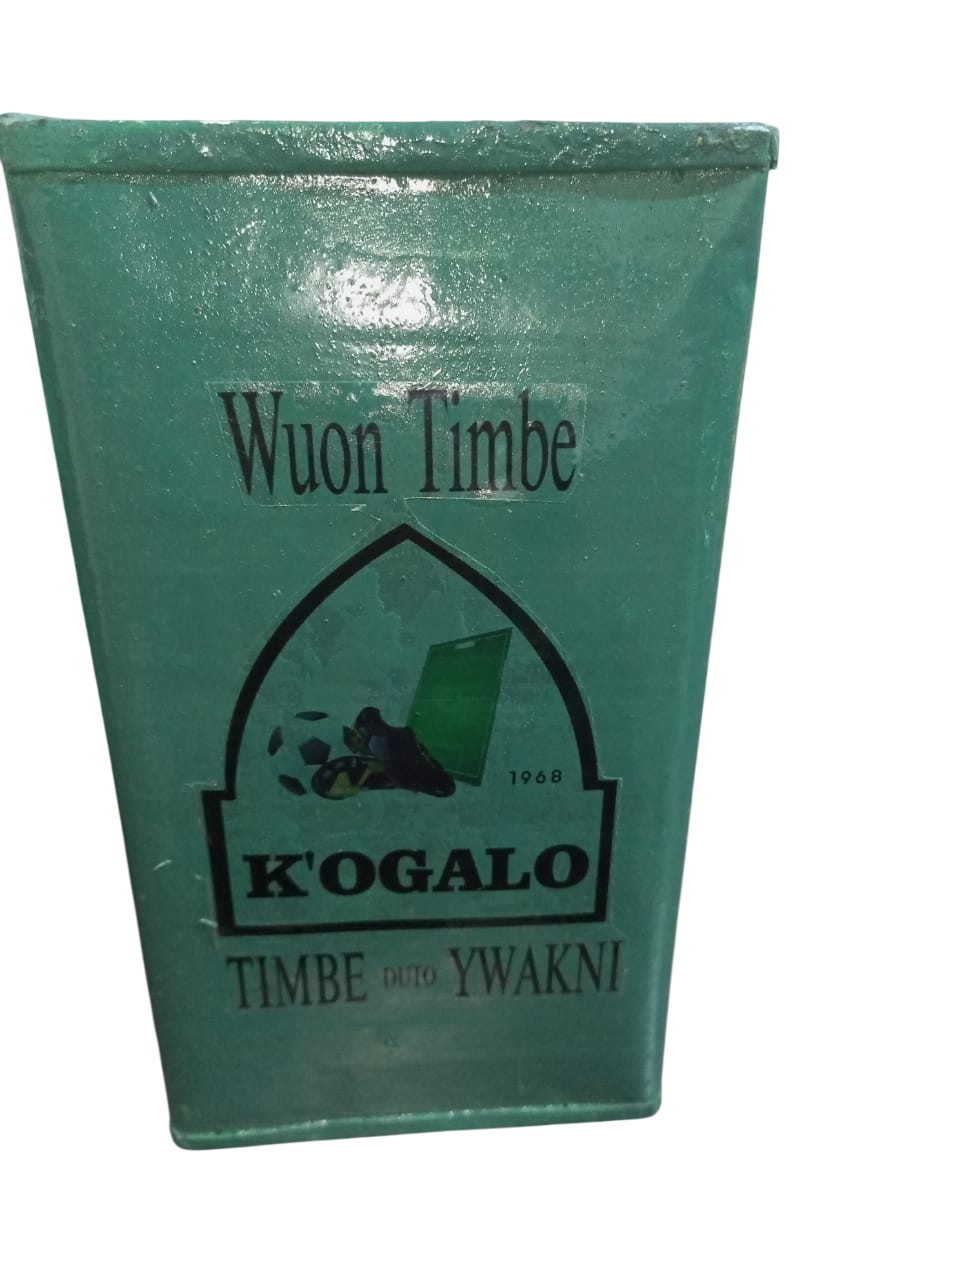 Wuon Timbe
1968
K'OGALO
TIMBE DUTO YWAKNI